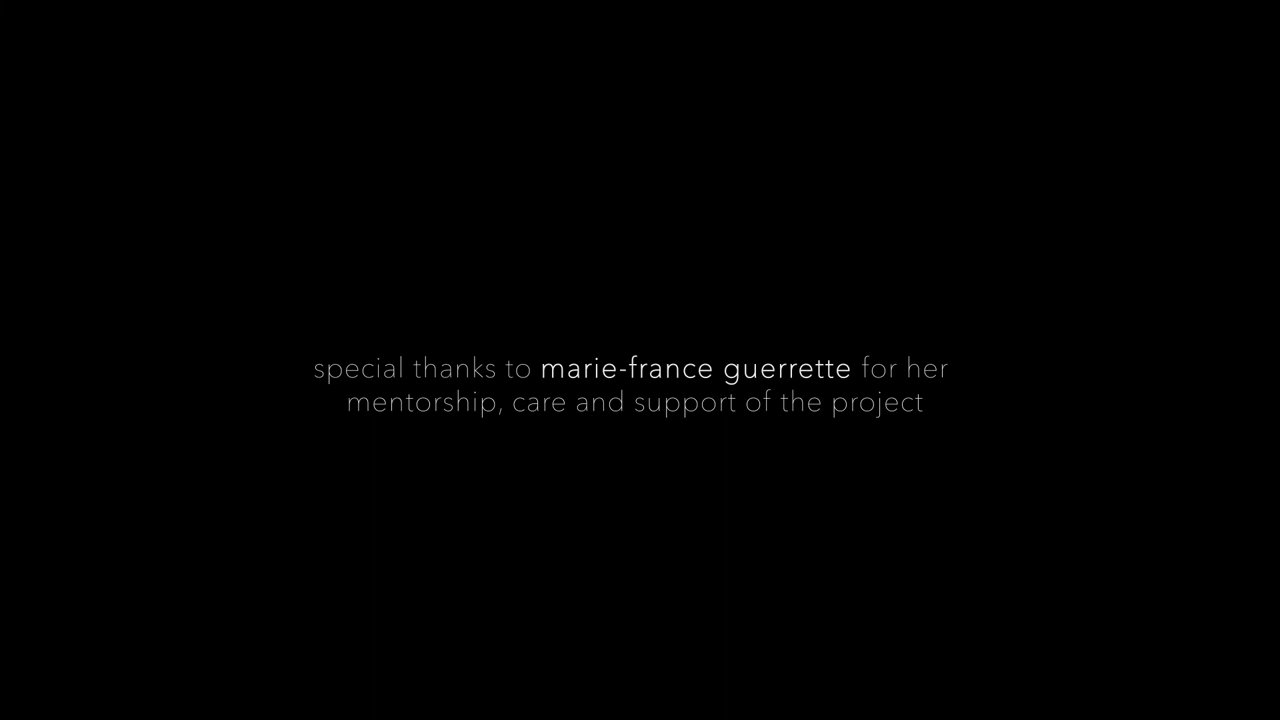 special thanks to marie-france guerrette for her
mentorship, care and support of the project